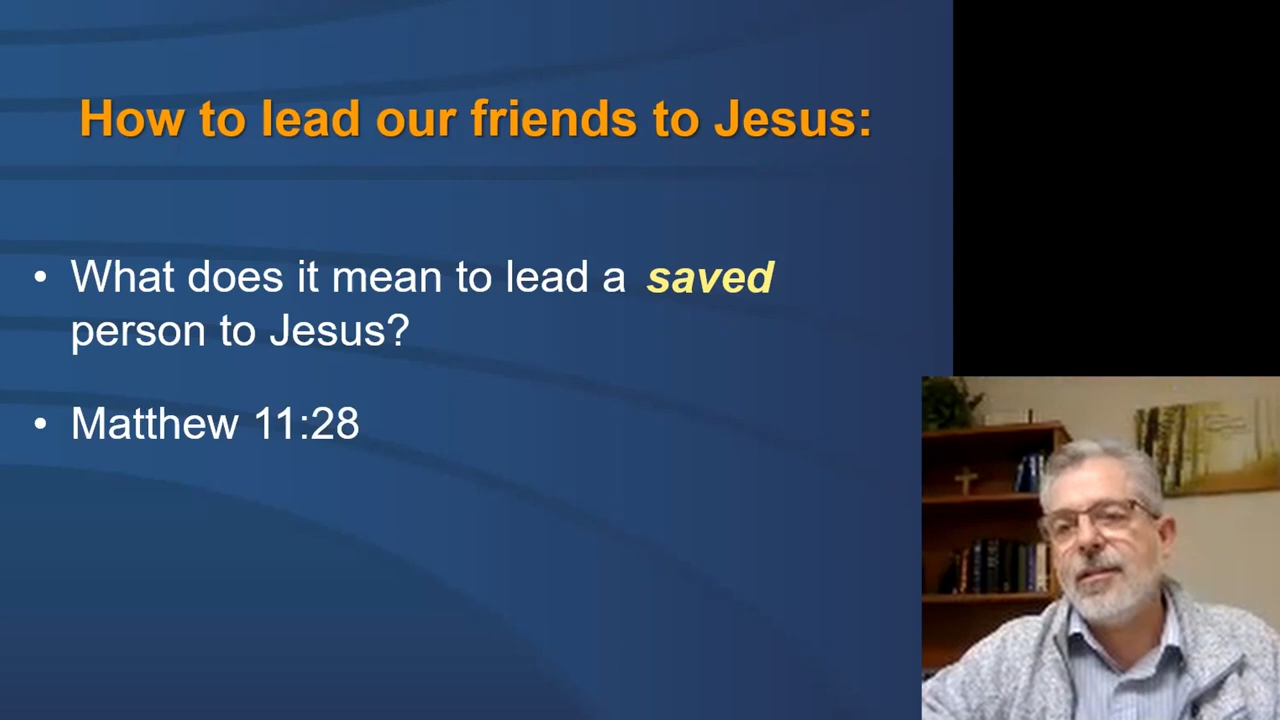 How to lead our friends to Jesus:
• What does it mean to lead a saved
person to Jesus?
• Matthew 11:28